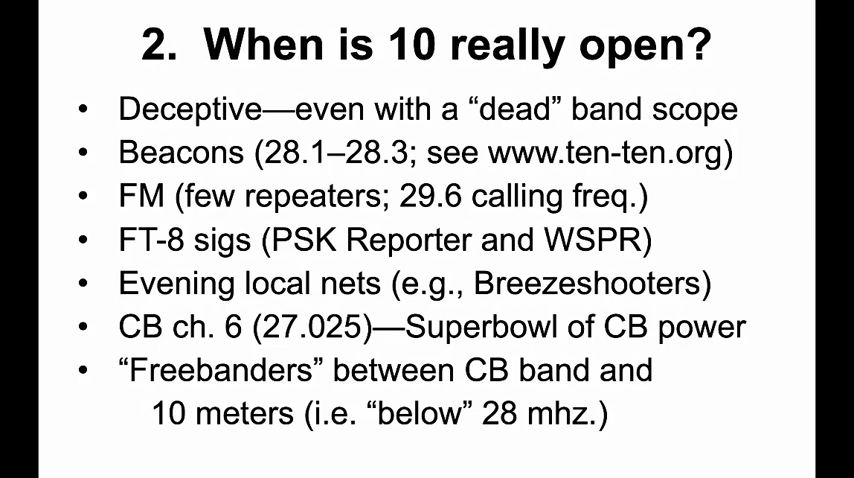 2. When is 10 really open?
• Deceptive—even with a “dead” band scope
• Beacons (28.1–28.3; see www.ten-ten.org)
• FM (few repeaters; 29.6 calling freq.)
• FT-8 sigs (PSK Reporter and WSPR)
• Evening local nets (e.g., Breezeshooters)
• CB ch. 6 (27.025)—Superbowl of CB power
• “Freebanders” between CB band and
10 meters (i.e. “below” 28 mhz.)